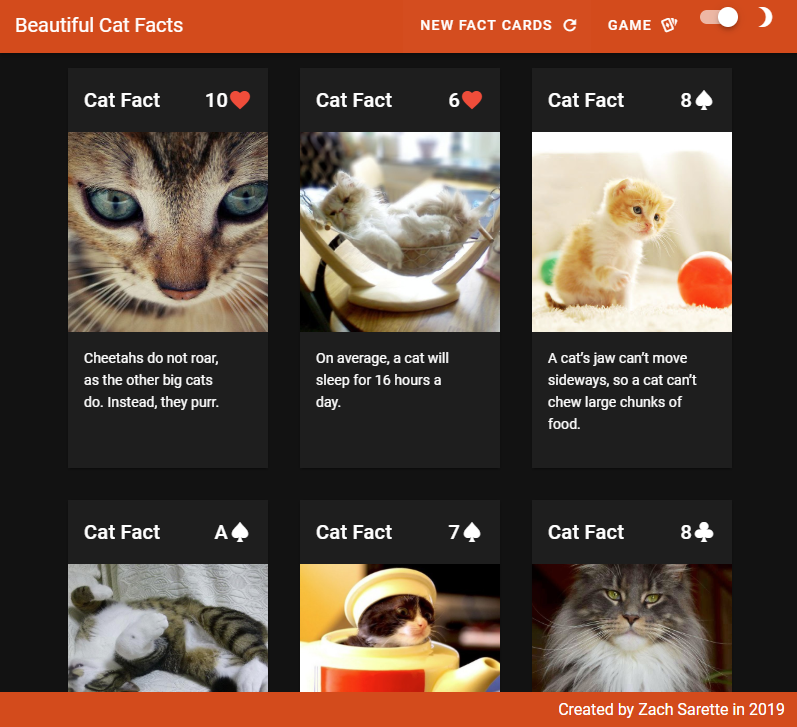 Beautiful Cat Facts NEW FACT CARDS GAME
Cat Fact 10
Cheetahs do not roar,
as the other big cats
do. Instead, they purr.
Cat Fact 6
On average, a cat will
sleep for 16 hours a
day.
Cat Fact 8
A cat’s jaw can’t move
sideways, so a cat can’t
chew large chunks of
food.
Cat Fact A
Cat Fact 7
Cat Fact 8
Created by Zach Sarette in 2019